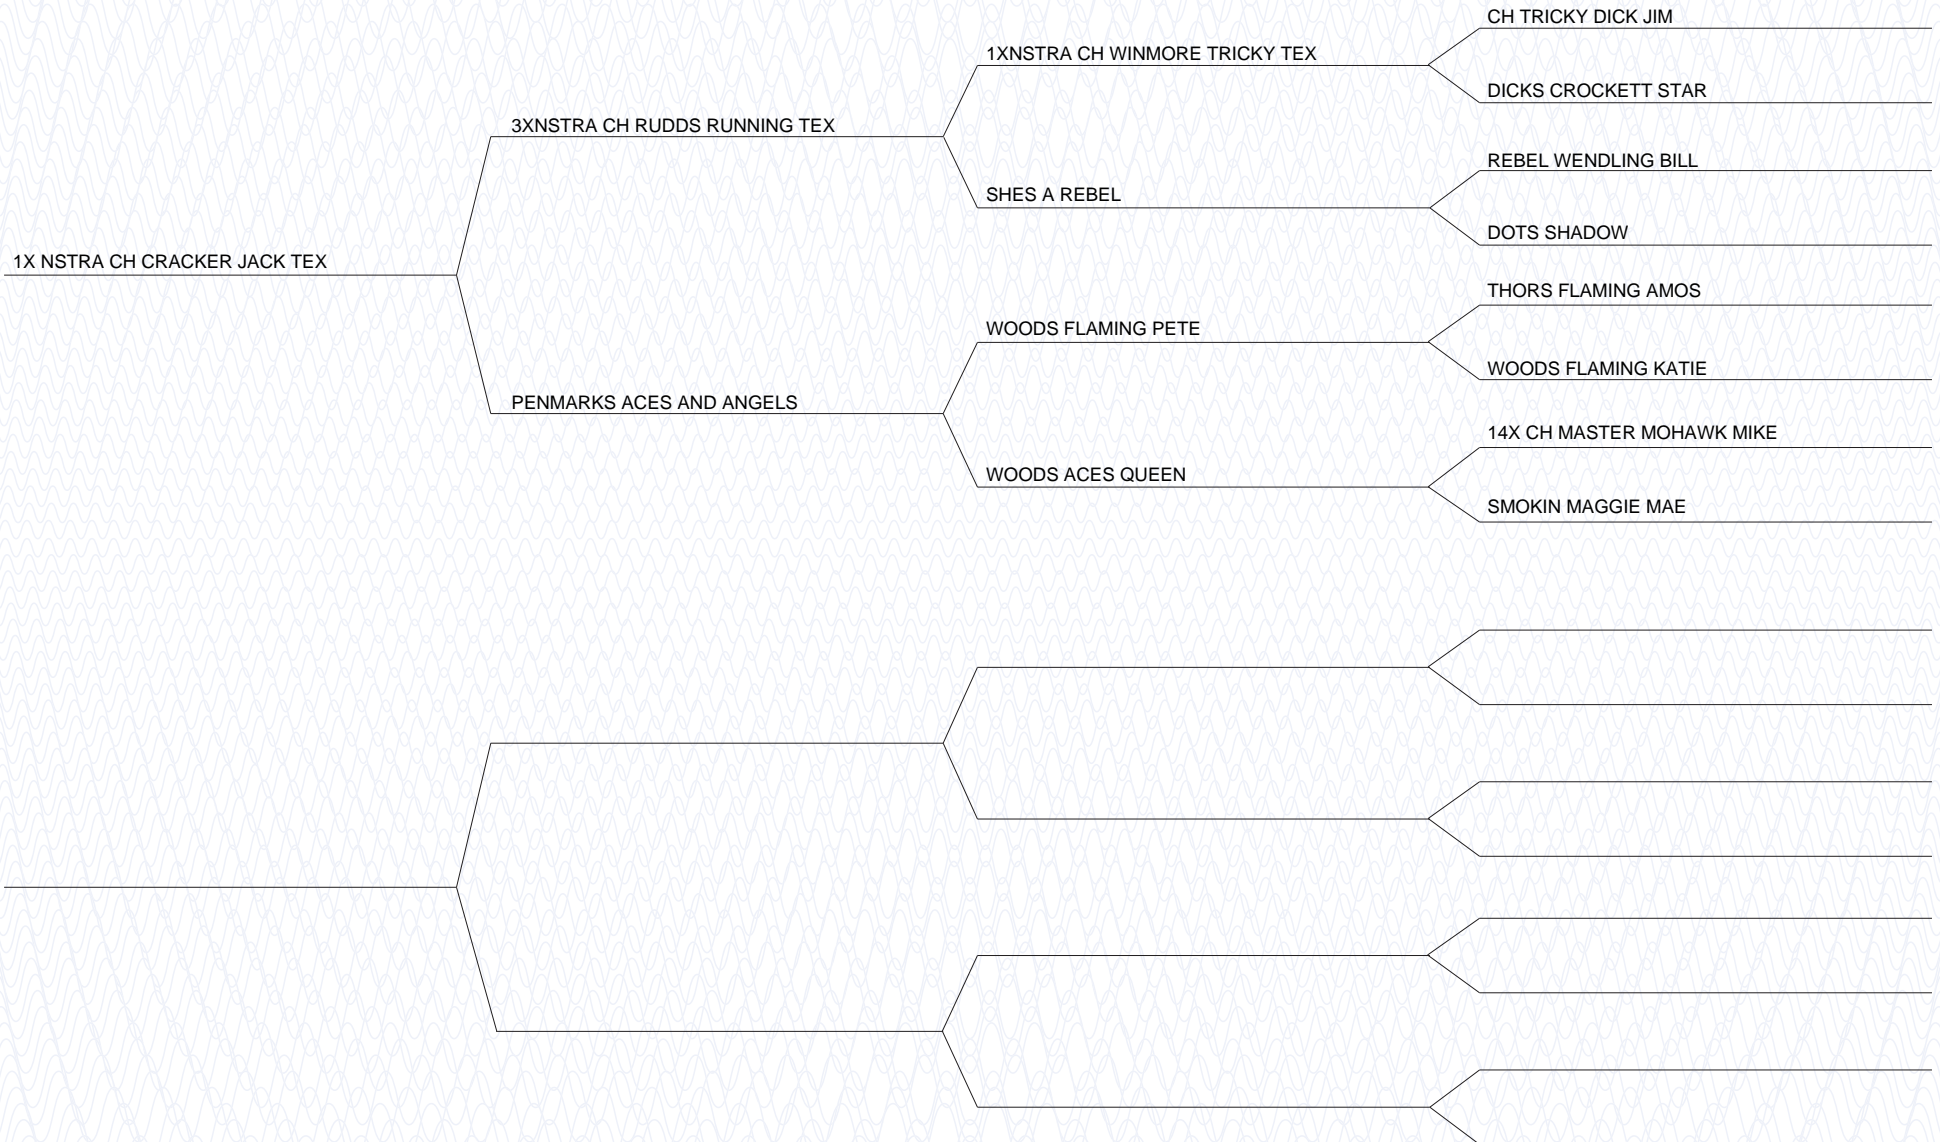 CH TRICKY DICK JIM
1XNSTRA CH WINMORE TRICKY TEX
DICKS CROCKETT STAR
3XNSTRA CH RUDDS RUNNING TEX
REBEL WENDLING BILL
SHES A REBEL
DOTS SHADOW
1X NSTRA CH CRACKER JACK TEX
THORS FLAMING AMOS
WOODS FLAMING PETE
WOODS FLAMING KATIE
PENMARKS ACES AND ANGELS
14X CH MASTER MOHAWK MIKE
WOODS ACES QUEEN
SMOKIN MAGGIE MAE